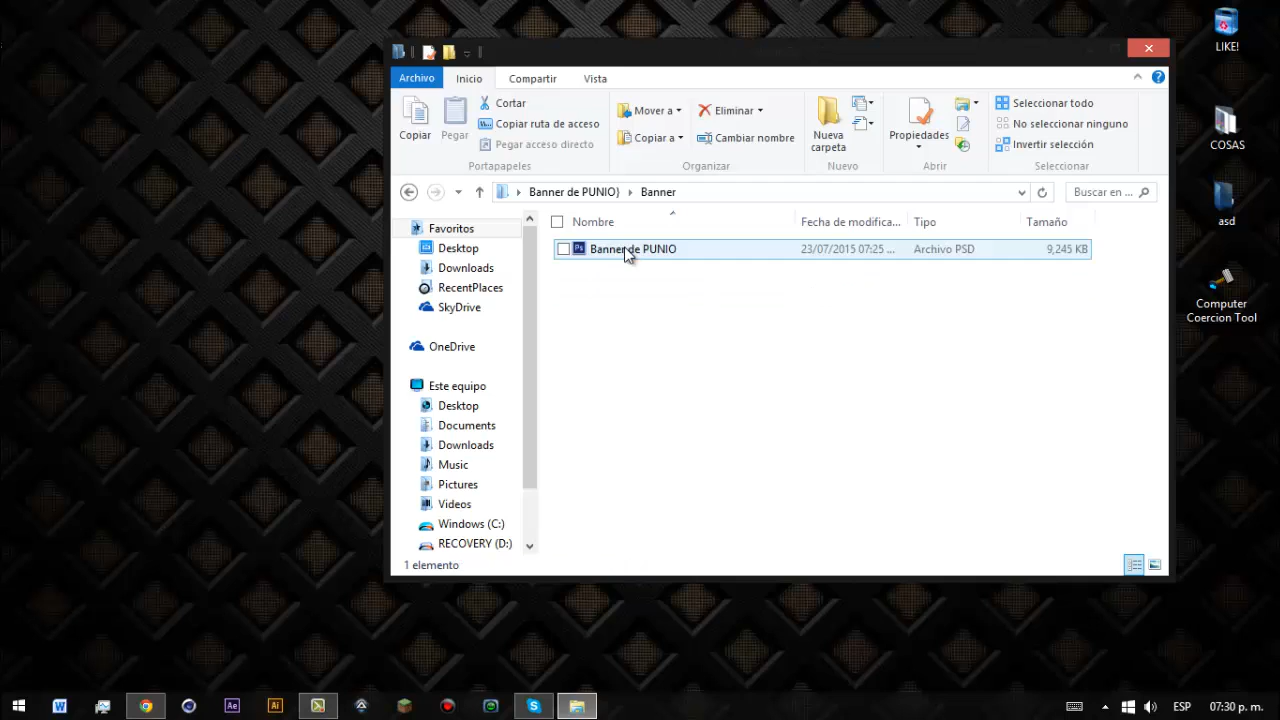 LIKE!
COSAS
asd
Computer
Coercion Tool
Archivo Inicio Compartir Vista
Copiar
Pegar
Cortar
Copiar ruta de acceso
Pegar acceso directo
Portapapeles
Mover a
Copiar a
Eliminar
Cambiar nombre
Organizar
Nueva
carpeta
Nuevo
Propiedades
Abrir
Seleccionar todo
No seleccionar ninguno
Invertir selección
Seleccionar
Banner de PUNIO} Banner
Buscar en ...
Nombre Fecha de modifica... Tipo Tamaño
Ps Banner de PUNIO 23/07/2015 07:25 ... Archivo PSD 9,245 KB
Favoritos
Desktop
Downloads
RecentPlaces
SkyDrive
OneDrive
Este equipo
Desktop
Documents
Downloads
Music
Pictures
Videos
Windows (C:)
RECOVERY (D:)
1 elemento
W Ae Ai S ESP 07:30 p. m.